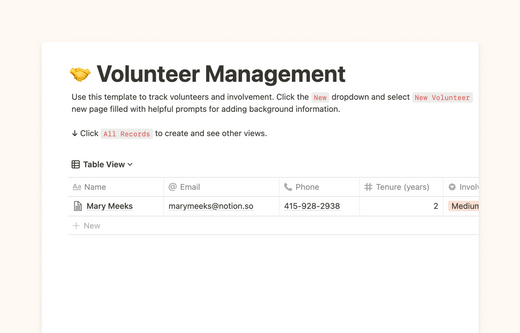 Volunteer Management
Use this template to track volunteers and involvement. Click the New dropdown and select New Volunteer
new page filled with helpful prompts for adding background information.
↓ Click All Records to create and see other views.
Table View
Aa Name @ Email Phone # Tenure (years) Invol
Mary Meeks marymeeks@notion.so 415-928-2938 2 Medium
+ New